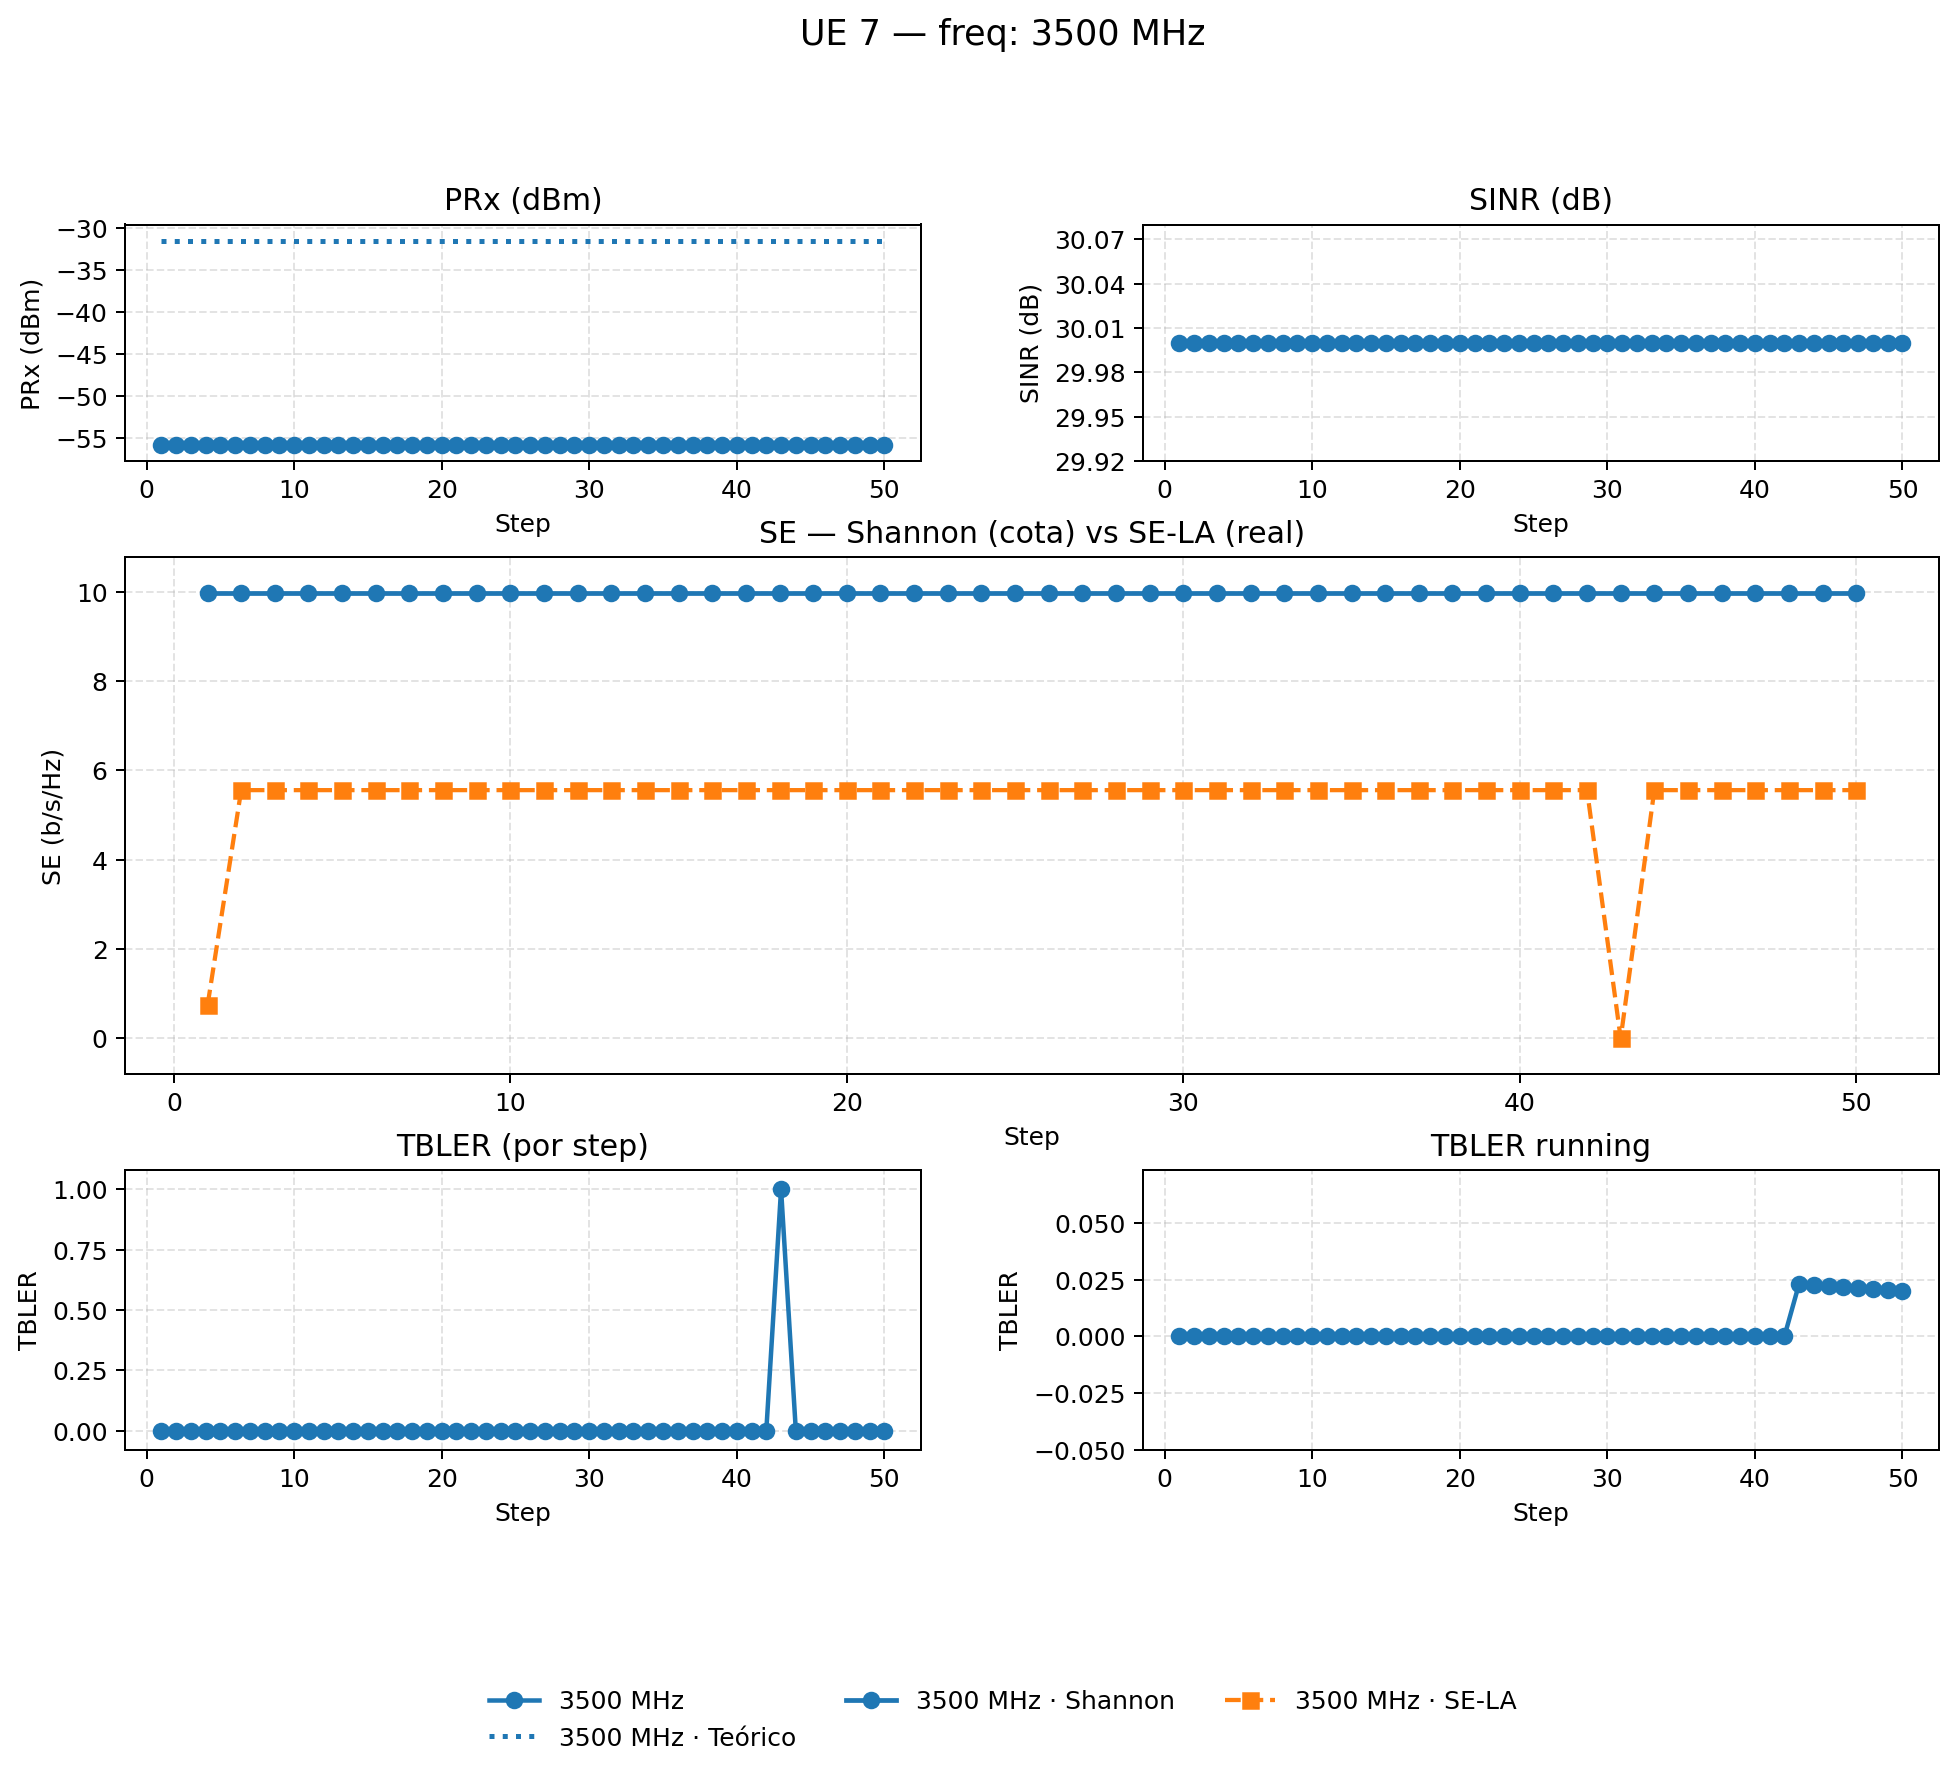 UE 7 — freq: 3500 MHz
PRx (dBm)
PRx (dBm)
−30
−35
−40
−45
−50
−55
0 10 20 30 40 50
Step
SINR (dB)
SINR (dB)
30.07
30.04
30.01
29.98
29.95
29.92
0 10 20 30 40 50
Step
SE — Shannon (cota) vs SE-LA (real)
SE (b/s/Hz)
10
8
6
4
2
0
0 10 20 30 40 50
Step
TBLER (por step)
TBLER
1.00
0.75
0.50
0.25
0.00
0 10 20 30 40 50
Step
TBLER running
TBLER
0.050
0.025
0.000
−0.025
−0.050
0 10 20 30 40 50
Step
3500 MHz
3500 MHz · Teórico
3500 MHz · Shannon
3500 MHz · SE-LA